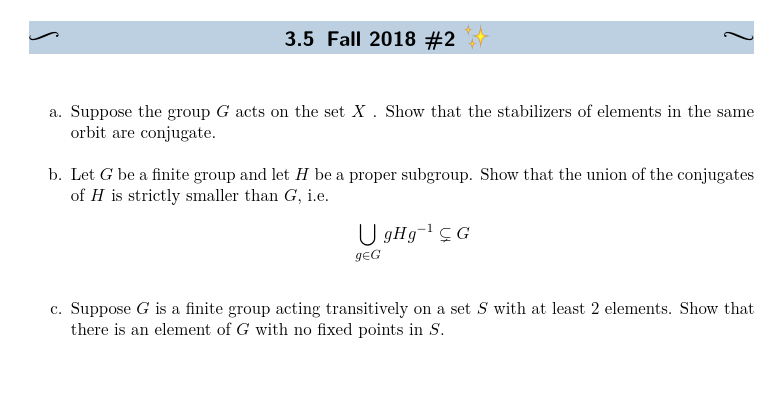 3.5 Fall 2018 #2 ✨
a. Suppose the group G acts on the set X . Show that the stabilizers of elements in the same
orbit are conjugate.
b. Let G be a finite group and let H be a proper subgroup. Show that the union of the conjugates
of H is strictly smaller than G, i.e.
⋃ gHg⁻¹ ⊊ G
g∈G
c. Suppose G is a finite group acting transitively on a set S with at least 2 elements. Show that
there is an element of G with no fixed points in S.